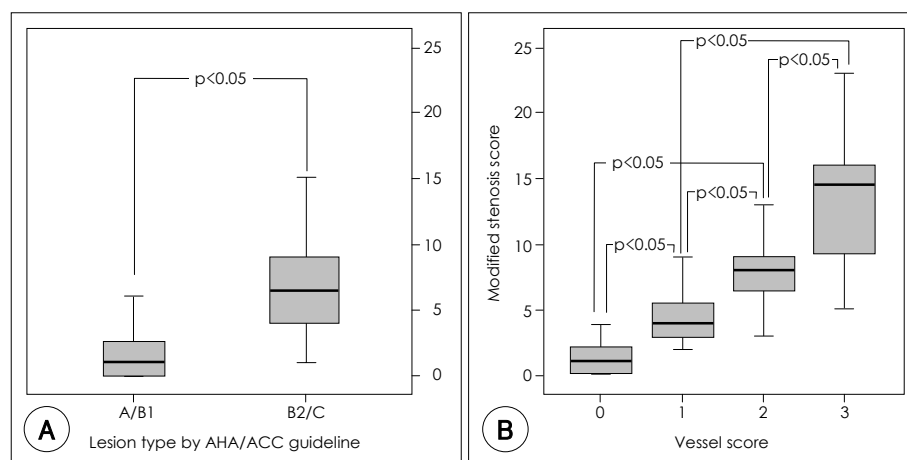 25
p<0.05
20
15
10
5
0
A/B1
B2/C
A
Lesion type by AHA/ACC guideline
25
p<0.05
p<0.05
20
Modified stenosis score
p<0.05
15
p<0.05
10
p<0.05
5
0
0
1
2
3
B
Vessel score